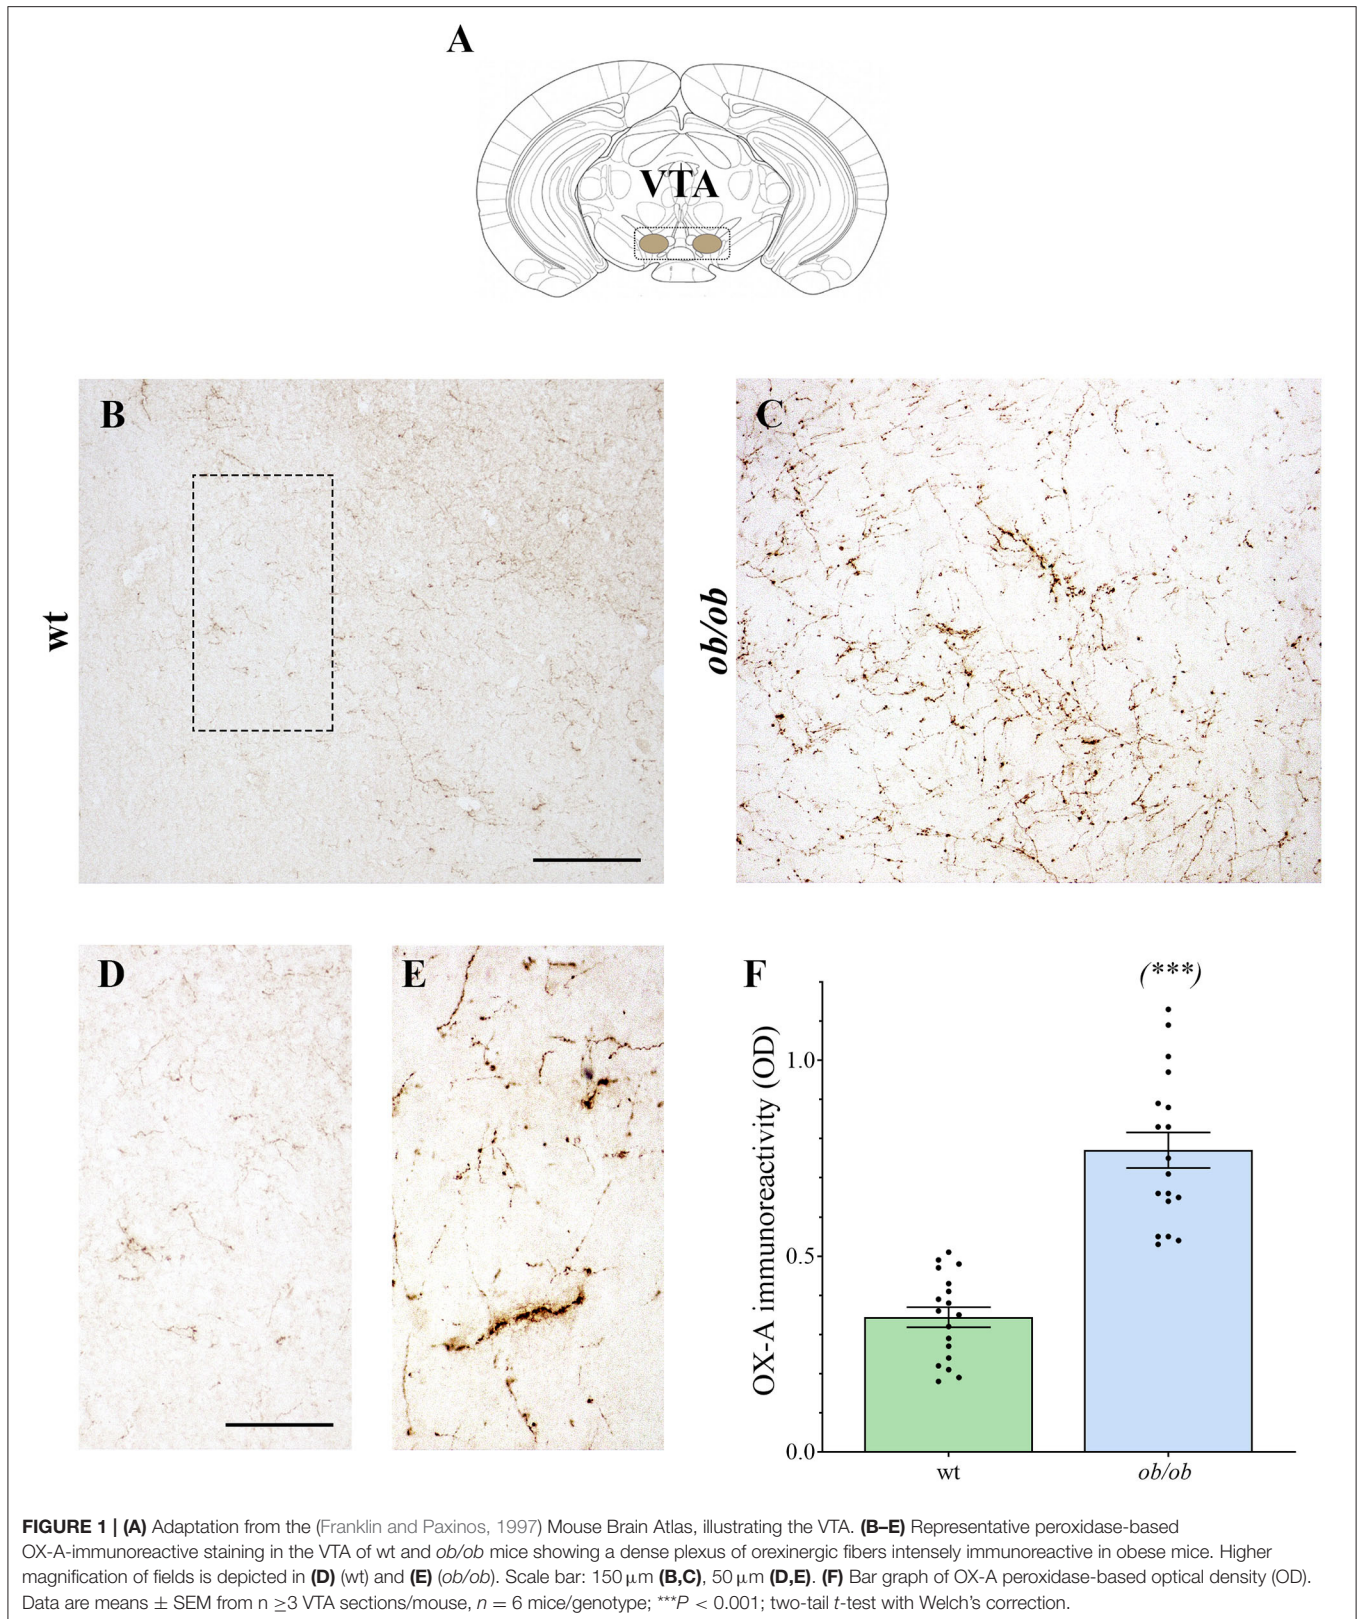 A
VTA
B
C
wt
ob/ob
D
E
F
(***)
OX-A immunoreactivity (OD)
1.0
0.5
0.0
wt
ob/ob
FIGURE 1 | (A) Adaptation from the (Franklin and Paxinos, 1997) Mouse Brain Atlas, illustrating the VTA. (B–E) Representative peroxidase-based
OX-A-immunoreactive staining in the VTA of wt and ob/ob mice showing a dense plexus of orexinergic fibers intensely immunoreactive in obese mice. Higher
magnification of fields is depicted in (D) (wt) and (E) (ob/ob). Scale bar: 150 μm (B,C), 50 μm (D,E). (F) Bar graph of OX-A peroxidase-based optical density (OD).
Data are means ± SEM from n ≥3 VTA sections/mouse, n = 6 mice/genotype; ***P < 0.001; two-tail t-test with Welch's correction.